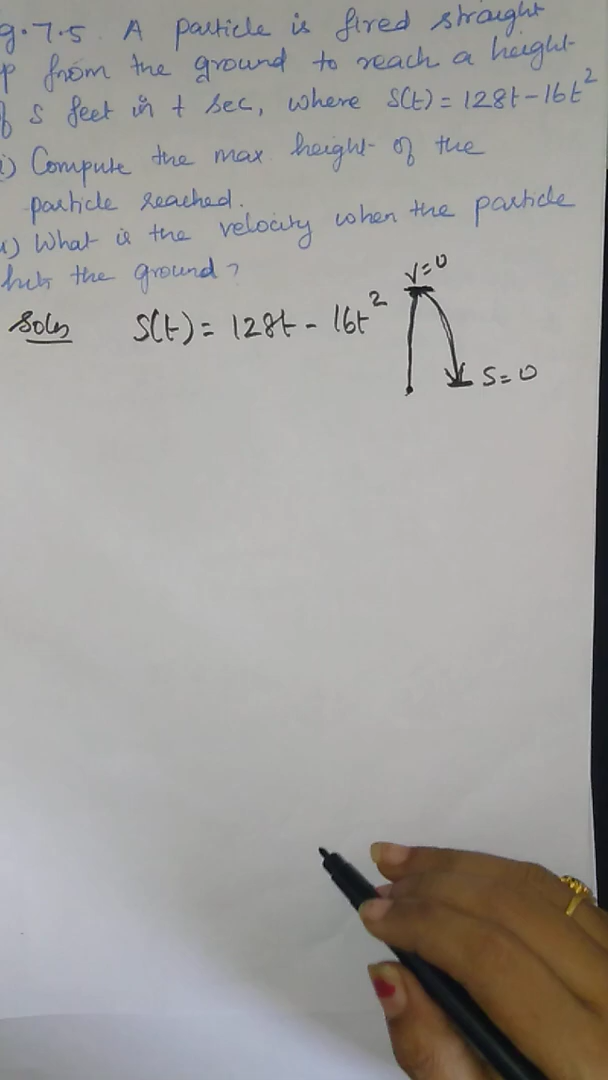 g.7.5. A particle is fired straight
p from the ground to reach a height
f s feet in t sec, where s(t) = 128t - 16t²
i) Compute the max height of the
particle reached.
i) What is the velocity when the particle
hits the ground?
Soln S(t) = 128t - 16t²
V=0
S=0